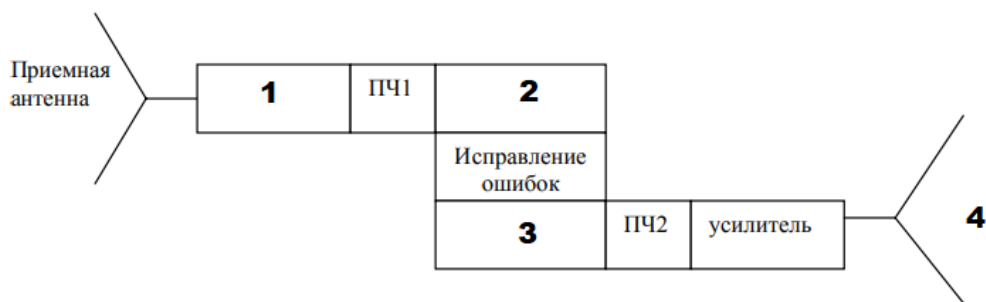 Приемная
антенна
1
ПЧ1
2
Исправление
ошибок
3
ПЧ2
усилитель
4